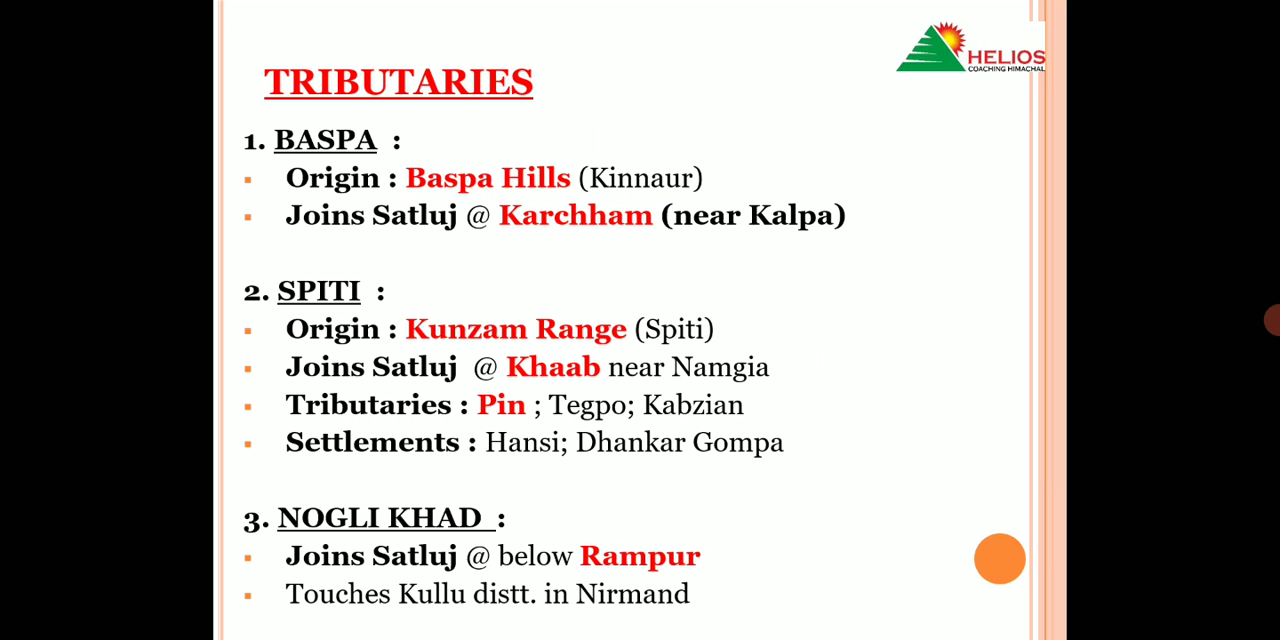 HELIOS
COACHING HIMACHAL
TRIBUTARIES
1. BASPA :
▪ Origin : Baspa Hills (Kinnaur)
▪ Joins Satluj @ Karchham (near Kalpa)
2. SPITI :
▪ Origin : Kunzam Range (Spiti)
▪ Joins Satluj @ Khaab near Namgia
▪ Tributaries : Pin ; Tegpo; Kabzian
▪ Settlements : Hansi; Dhankar Gompa
3. NOGLI KHAD :
▪ Joins Satluj @ below Rampur
▪ Touches Kullu distt. in Nirmand